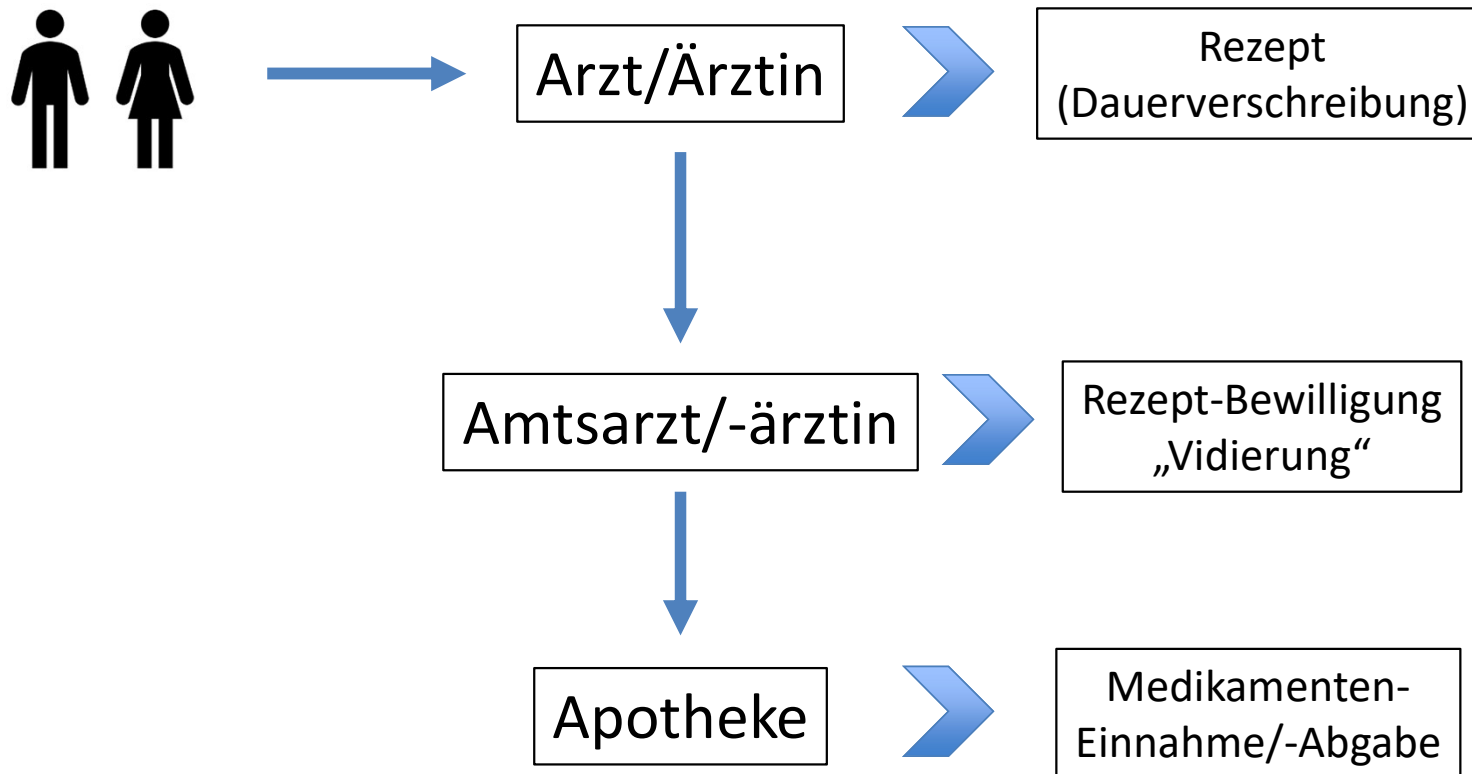 Arzt/Ärztin
Rezept
(Dauerverschreibung)
Amtsarzt/-ärztin
Rezept-Bewilligung
„Vidierung“
Apotheke
Medikamenten-
Einnahme/-Abgabe